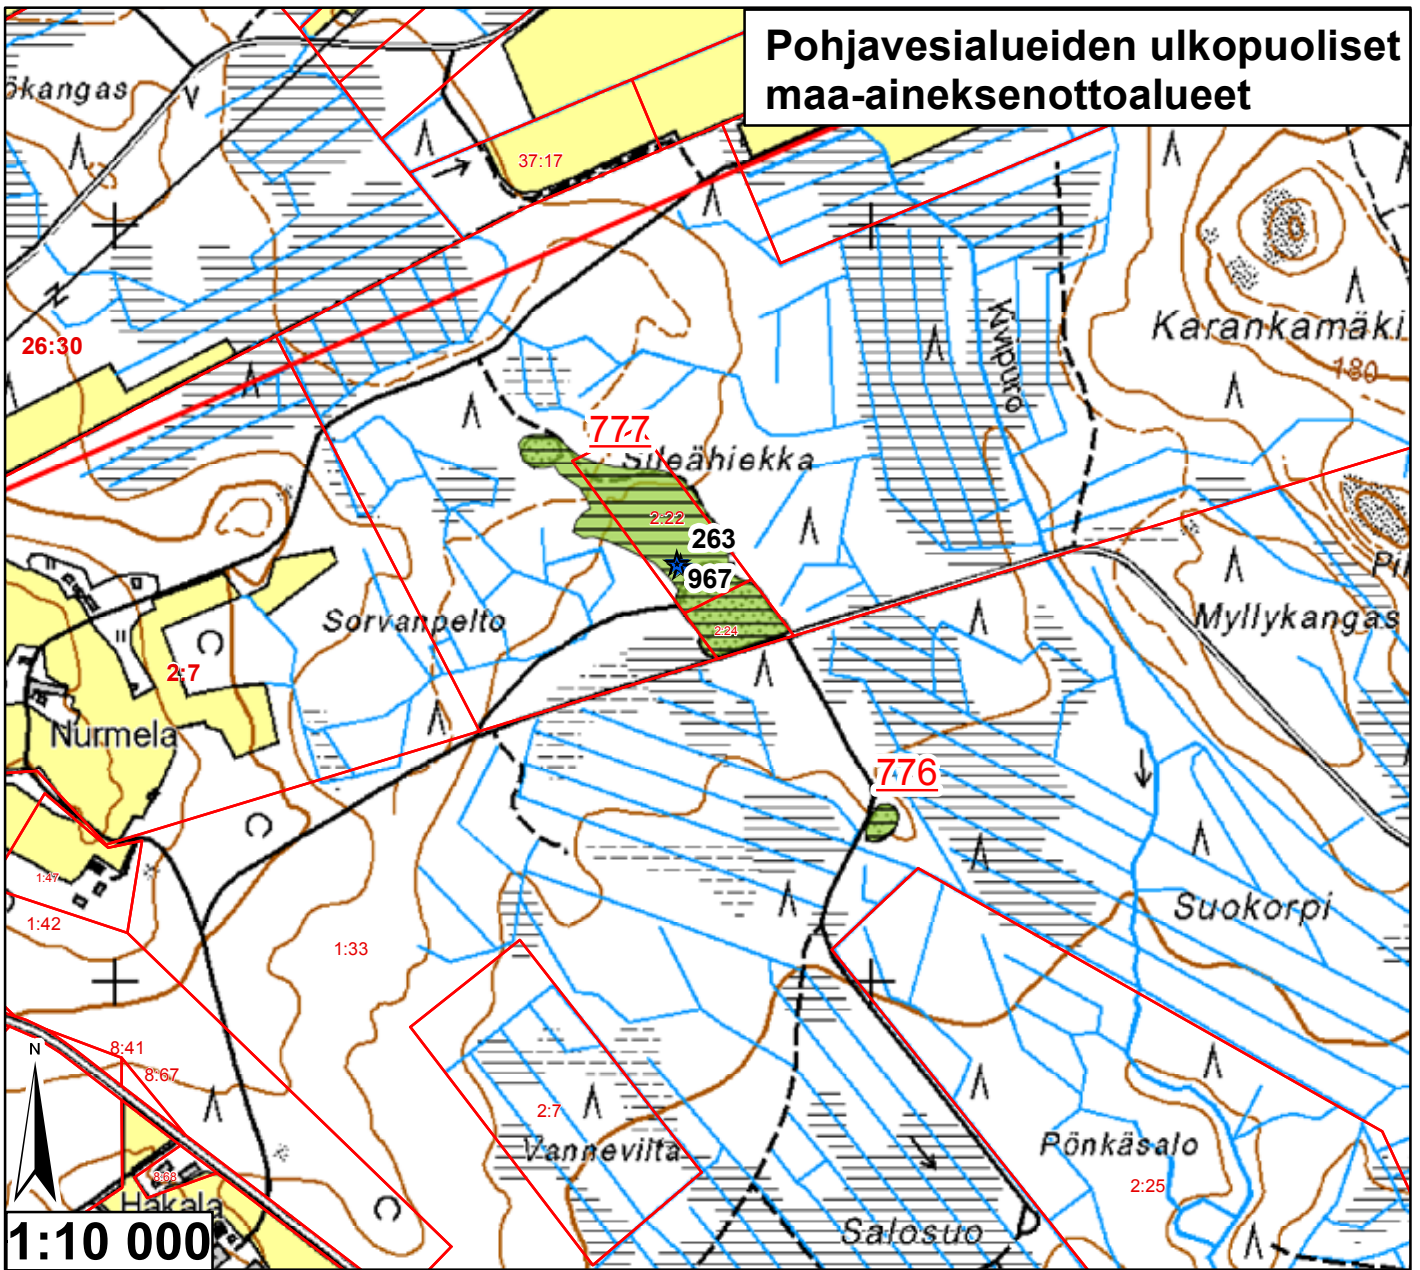 Pohjavesialueiden ulkopuoliset
maa-aineksenottoalueet
ökangas
37:17
Kivipuro
Karankamäki
180
26:30
777
Sileähiekka
2:22
263
967
Sorvanpelto
2:24
Myllykangas
2:7
Nurmela
776
1:47
1:42
1:33
Suokorpi
N
8:41
8:67
2:7
Vannevilta
Pönkäsalo
2:25
8:68
Hakala
Salosuo
1:10 000